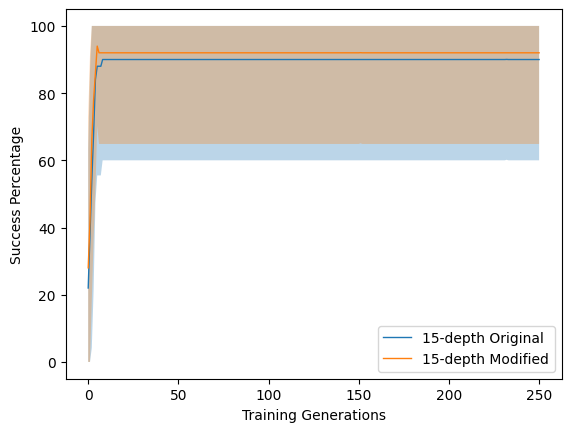 100
80
60
40
20
0
Success Percentage
15-depth Original
15-depth Modified
0 50 100 150 200 250
Training Generations